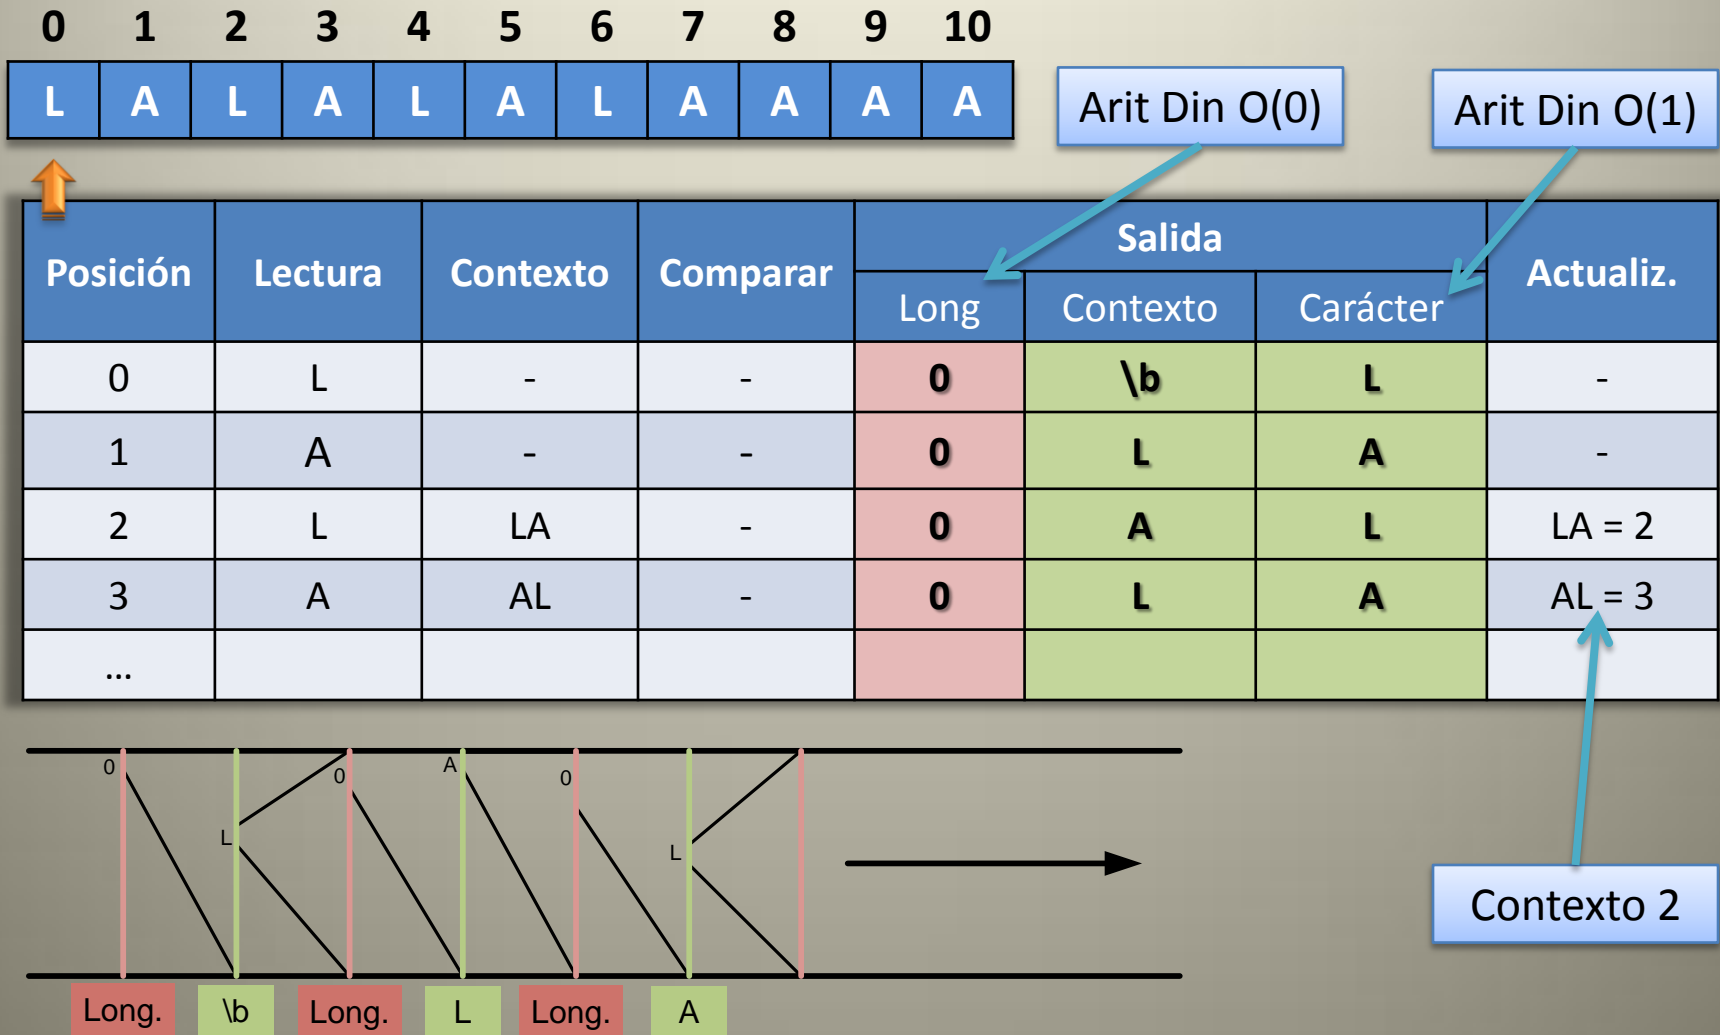 0 1 2 3 4 5 6 7 8 9 10
L A L A L A L A A A A
Arit Din O(0)
Arit Din O(1)
Posición Lectura Contexto Comparar Salida Actualiz.
Long Contexto Carácter
0 L - - 0 \b L -
1 A - - 0 L A -
2 L LA - 0 A L LA = 2
3 A AL - 0 L A AL = 3
...
0 L 0 A 0 L
Contexto 2
Long. \b Long. L Long. A